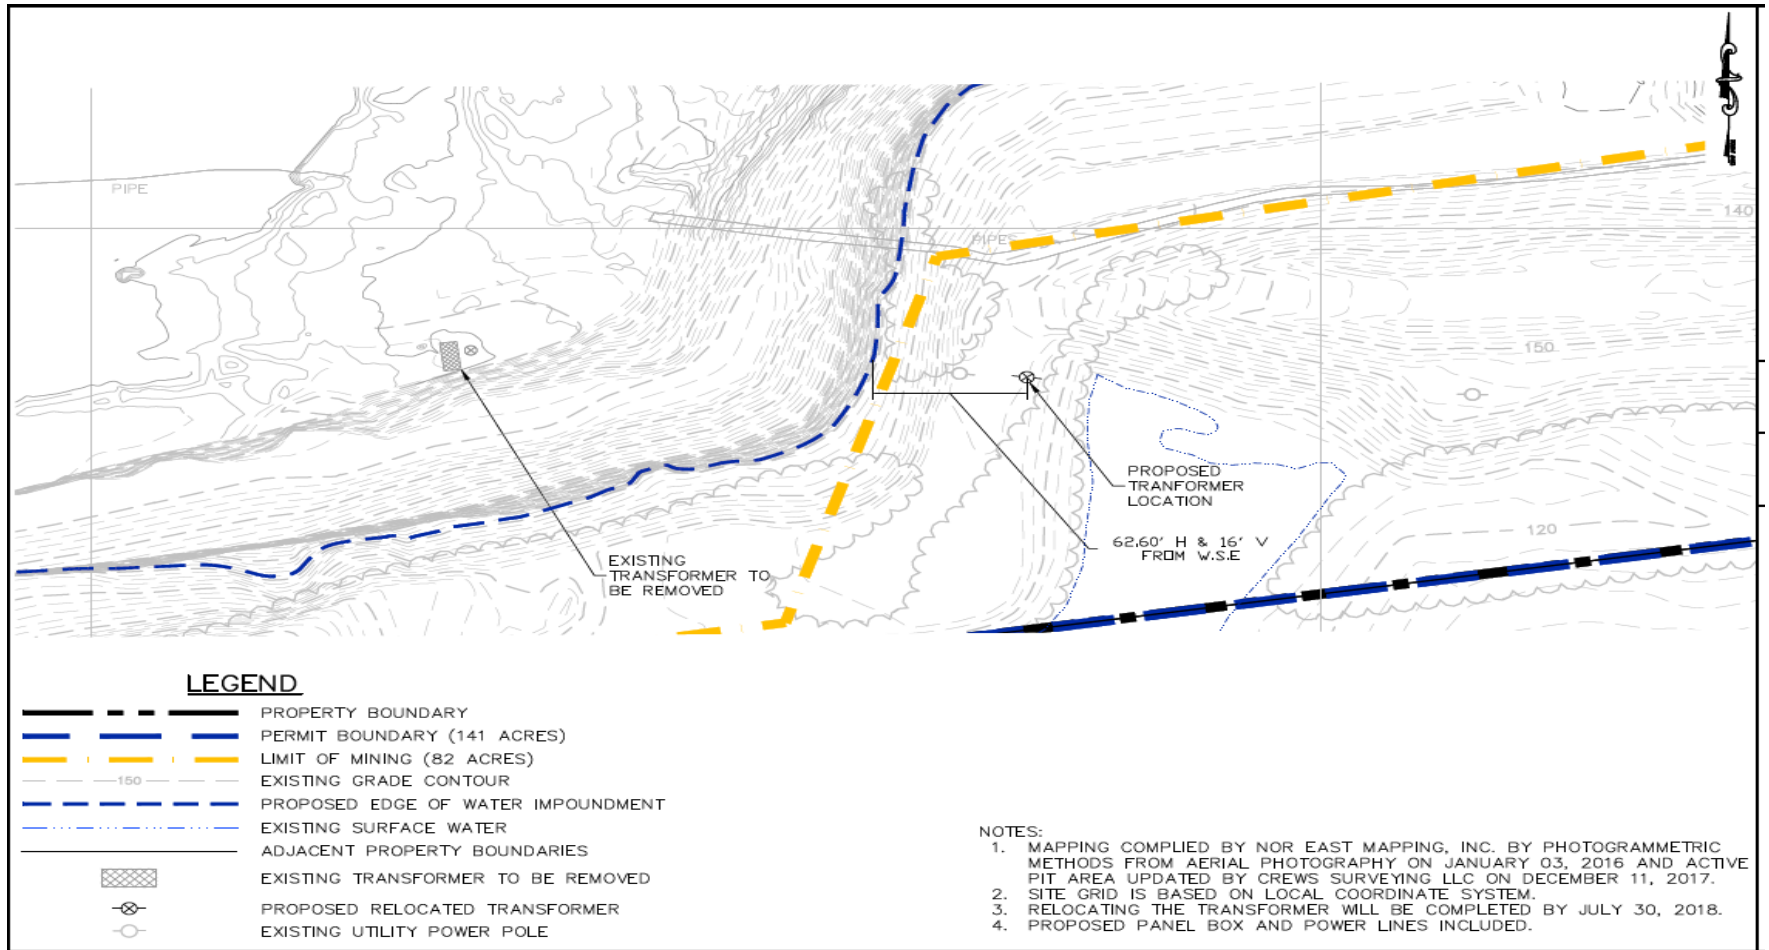 PIPE
PIPES
140
150
120
PROPOSED
TRANFORMER
LOCATION
62.60' H & 16' V
FROM W.S.E
EXISTING
TRANSFORMER TO
BE REMOVED
LEGEND
PROPERTY BOUNDARY
PERMIT BOUNDARY (141 ACRES)
LIMIT OF MINING (82 ACRES)
150
EXISTING GRADE CONTOUR
PROPOSED EDGE OF WATER IMPOUNDMENT
EXISTING SURFACE WATER
ADJACENT PROPERTY BOUNDARIES
EXISTING TRANSFORMER TO BE REMOVED
PROPOSED RELOCATED TRANSFORMER
EXISTING UTILITY POWER POLE
NOTES:
1. MAPPING COMPLIED BY NOR EAST MAPPING, INC. BY PHOTOGRAMMETRIC
METHODS FROM AERIAL PHOTOGRAPHY ON JANUARY 03, 2016 AND ACTIVE
PIT AREA UPDATED BY CREWS SURVEYING LLC ON DECEMBER 11, 2017.
2. SITE GRID IS BASED ON LOCAL COORDINATE SYSTEM.
3. RELOCATING THE TRANSFORMER WILL BE COMPLETED BY JULY 30, 2018.
4. PROPOSED PANEL BOX AND POWER LINES INCLUDED.